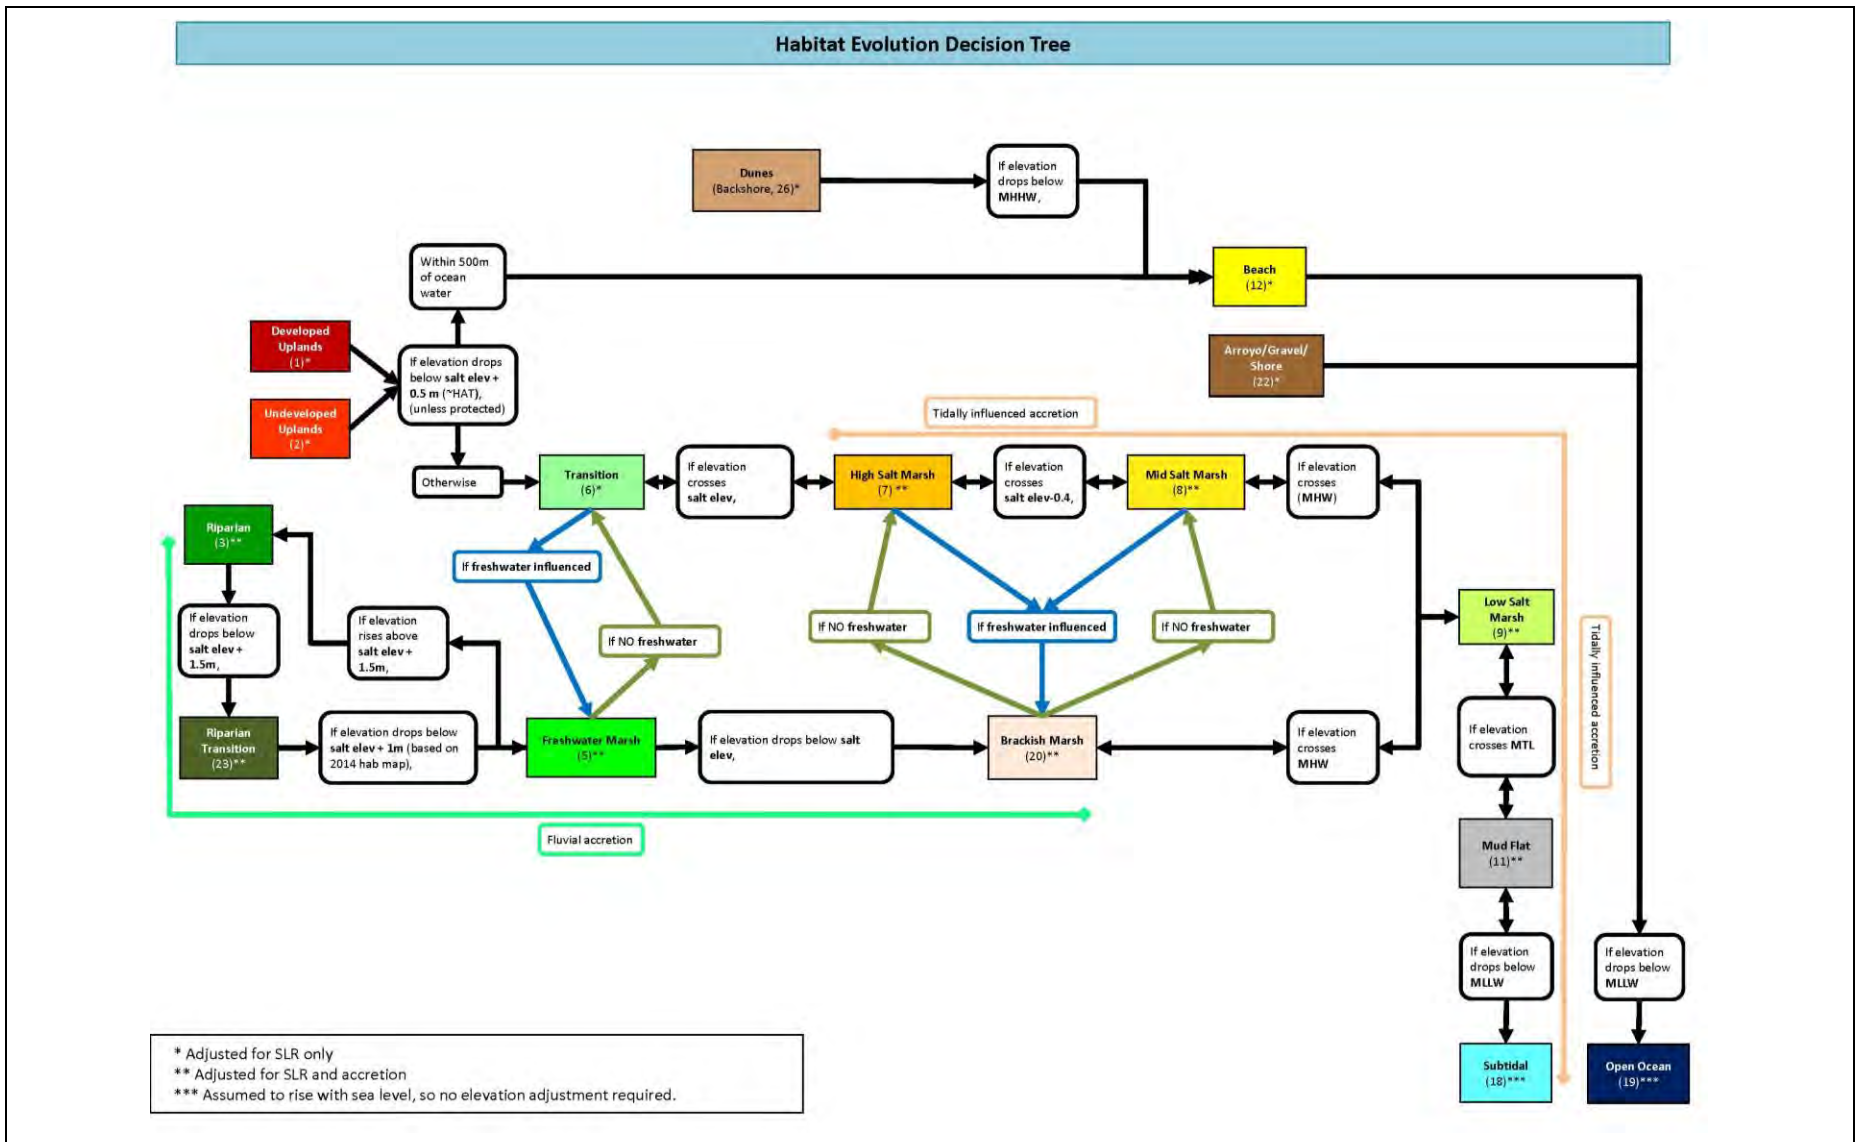 Habitat Evolution Decision Tree
Dunes
(Backshore, 26)*
If elevation
drops below
MHHW,
Within 500m
of ocean
water
Beach
(12)*
Developed
Uplands
(1)*
If elevation drops
below salt elev +
0.5 m (~HAT),
(unless protected)
Arroyo/Gravel/
Shore
(22)*
Undeveloped
Uplands
(2)*
Tidally influenced accretion
Otherwise
Transition
(6)*
If elevation
crosses
salt elev,
High Salt Marsh
(7) **
If elevation
crosses
salt elev-0.4,
Mid Salt Marsh
(8)**
If elevation
crosses
(MHW)
Riparian
(3)**
If freshwater influenced
If elevation
drops below
salt elev +
1.5m,
If elevation
rises above
salt elev +
1.5m,
If NO freshwater
If NO freshwater
If freshwater influenced
If NO freshwater
Low Salt
Marsh
(9)**
Tidally influenced accretion
Riparian
Transition
(23)**
If elevation drops below
salt elev + 1m (based on
2014 hab map),
Freshwater Marsh
(5)**
If elevation drops below salt
elev,
Brackish Marsh
(20)**
If elevation
crosses
MHW
If elevation
crosses MTL
Fluvial accretion
Mud Flat
(11)**
If elevation
drops below
MLLW
If elevation
drops below
MLLW
Subtidal
(18)***
Open Ocean
(19)***
* Adjusted for SLR only
** Adjusted for SLR and accretion
*** Assumed to rise with sea level, so no elevation adjustment required.